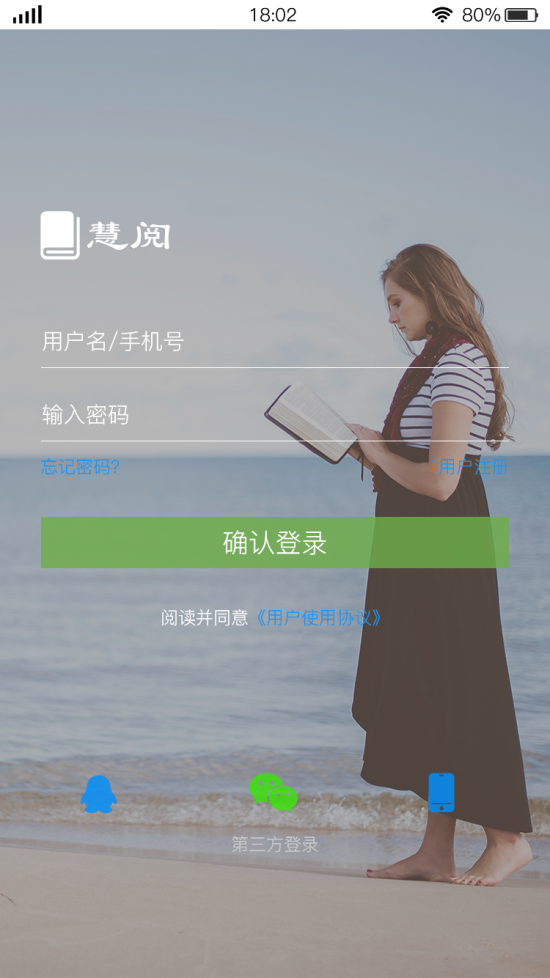 18:02 80%
慧阅
用户名/手机号
输入密码
忘记密码? 用户注册
确认登录
阅读并同意《用户使用协议》
第三方登录